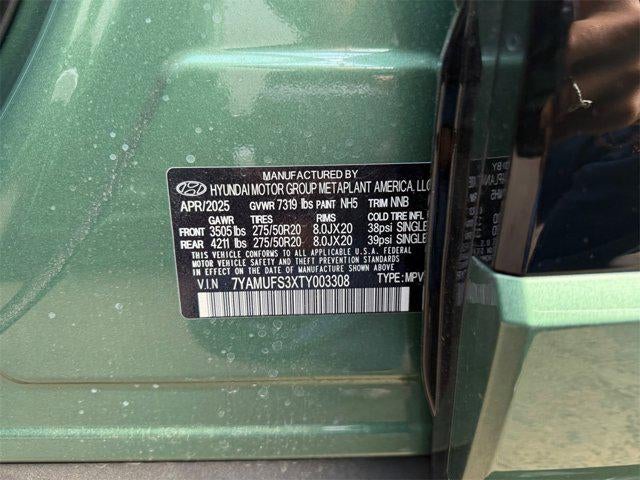 MANUFACTURED BY
HYUNDAI MOTOR GROUP METAPLANT AMERICA, LLC
APR/2025 GVWR 7319 lbs PAINT NH5 TRIM NNB
GAWR TIRES RIMS COLD TIRE INFL
FRONT 3505 lbs 275/50R20 8.0JX20 38psi SINGLE
REAR 4211 lbs 275/50R20 8.0JX20 39psi SINGLE
THIS VEHICLE CONFORMS TO ALL APPLICABLE U.S. FEDERAL
MOTOR VEHICLE SAFETY STANDARDS IN EFFECT ON THE DATE OF
MANUFACTURE SHOWN ABOVE.
V.I.N 7YAMUFS3XTY003308 TYPE: MPV